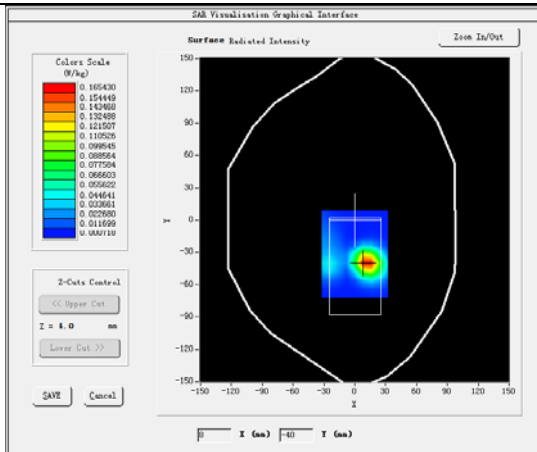 SAR Visualisation Graphical Interface
Surface Radiated Intensity
Zoom In/Out
Colors Scale
(W/kg)
0.165430
0.154449
0.143468
0.132488
0.121507
0.110526
0.099545
0.088564
0.077584
0.066603
0.055622
0.044641
0.033661
0.022680
0.011699
0.000718
Z-Cuts Control
<< Upper Cut
Z = 4.0 mm
Lower Cut >>
SAVE Cancel
150
120
90
60
30
0
-30
-60
-90
-120
-150
Y
-150 -120 -90 -60 -30 0 30 60 90 120 150
X
8 X (mm) -40 Y (mm)